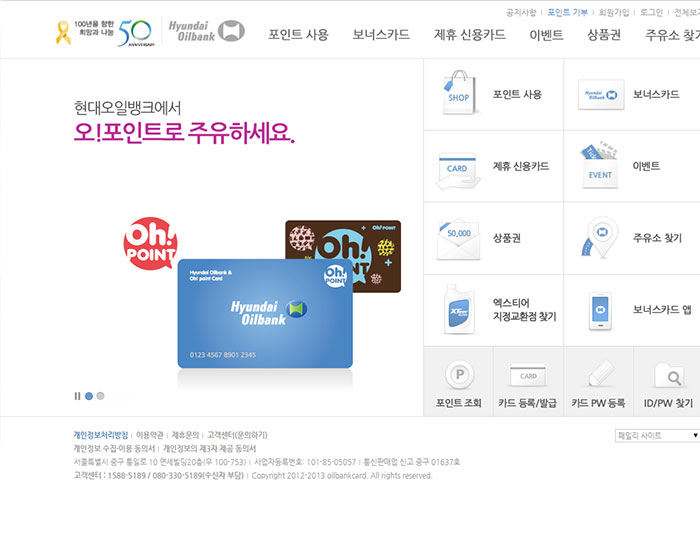 공지사항 | 포인트 기부 | 회원가입 | 로그인 | 전체보기
100년을 향한
희망과 나눔
50
ANNIVERSARY
Hyundai
Oilbank
포인트 사용 보너스카드 제휴 신용카드 이벤트 상품권 주유소 찾기
현대오일뱅크에서
오!포인트로 주유하세요.
Oh!
POINT
Oh! POINT
Oh!
Hyundai Oilbank &
Oh! point Card
Oh!
POINT
Hyundai
Oilbank
0123 4567 8901 2345
SHOP
포인트 사용
Hyundai
Oilbank
보너스카드
CARD
제휴 신용카드
Ticket
EVENT
이벤트
50,000
상품권
주유소 찾기
XTeer
엑스티어
지정교환점 찾기
보너스카드 앱
P
포인트 조회
CARD
카드 등록/발급
카드 PW 등록
ID/PW 찾기
개인정보처리방침 | 이용약관 | 제휴문의 | 고객센터(문의하기)
개인정보 수집·이용 동의서 | 개인정보의 제3자 제공 동의서
서울특별시 중구 통일로 10 연세빌딩20층(우 100-753) | 사업자등록번호: 101-85-05057 | 통신판매업 신고 중구 01637호
고객센터 : 1588-5189 / 080-330-5189(수신자 부담) | Copyright 2012-2013 oilbankcard. All rights reserved.
패밀리 사이트